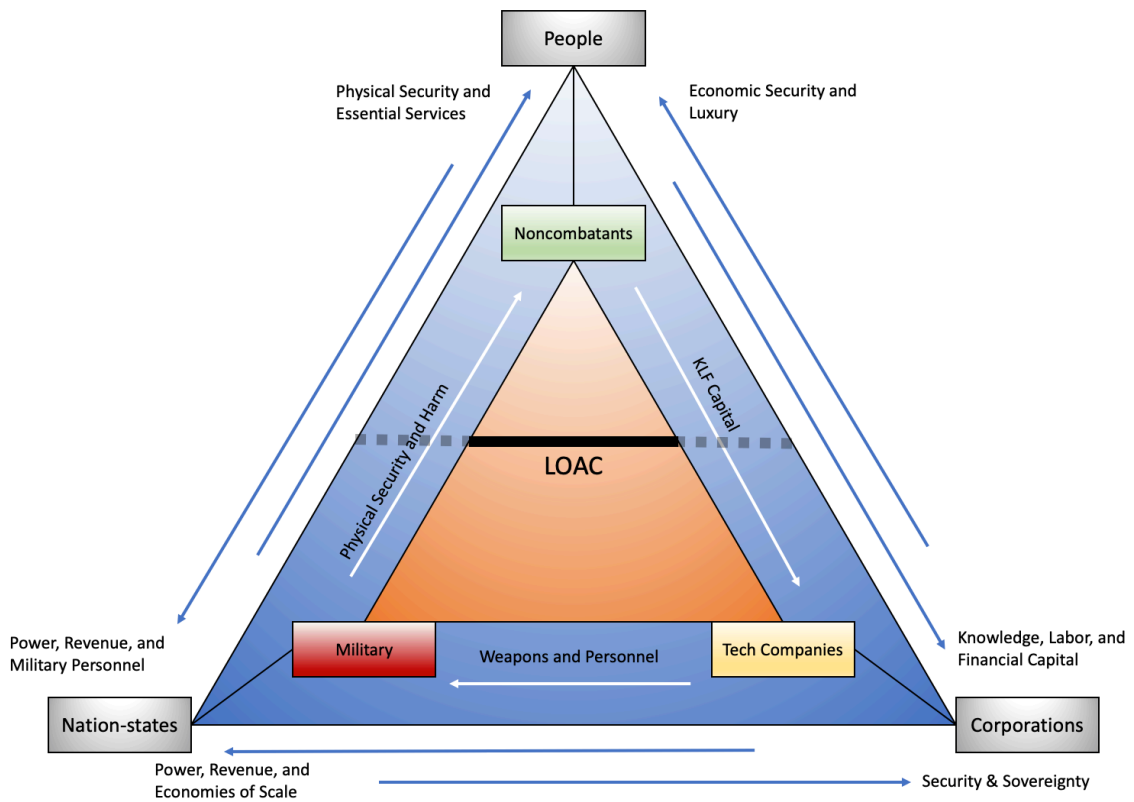 People
Physical Security and
Essential Services
Economic Security and
Luxury
Noncombatants
Physical Security and Harm
KLF Capital
LOAC
Power, Revenue, and
Military Personnel
Military
Weapons and Personnel
Tech Companies
Knowledge, Labor, and
Financial Capital
Nation-states
Corporations
Power, Revenue, and
Economies of Scale
Security & Sovereignty